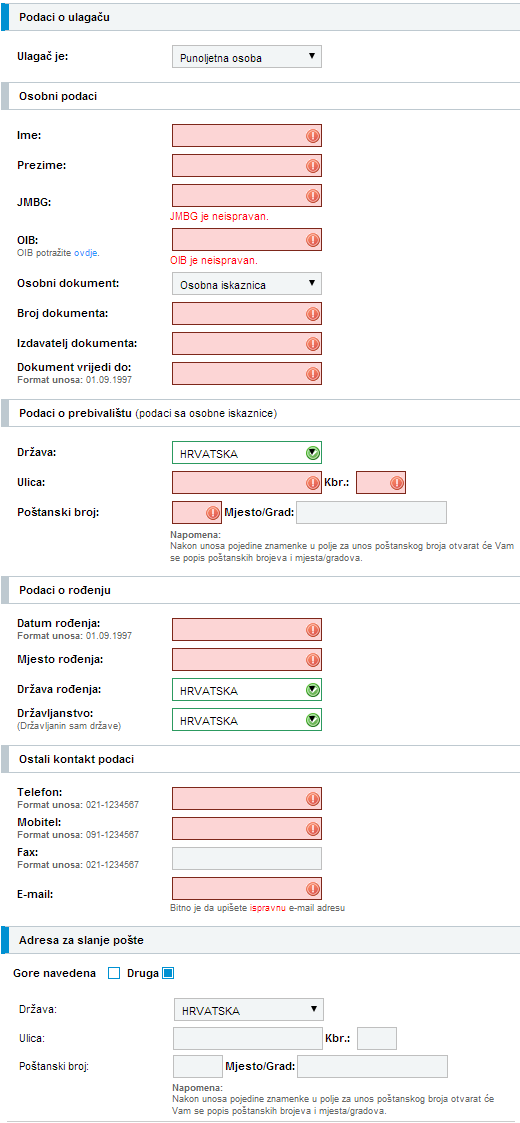 Podaci o ulagaču
Ulagač je: Punoljetna osoba
Osobni podaci
Ime:
Prezime:
JMBG:
JMBG je neispravan.
OIB:
OIB potražite ovdje.
OIB je neispravan.
Osobni dokument: Osobna iskaznica
Broj dokumenta:
Izdavatelj dokumenta:
Dokument vrijedi do:
Format unosa: 01.09.1997
Podaci o prebivalištu (podaci sa osobne iskaznice)
Država: HRVATSKA
Ulica: Kbr.:
Poštanski broj: Mjesto/Grad:
Napomena:
Nakon unosa pojedine znamenke u polje za unos poštanskog broja otvarat će Vam
se popis poštanskih brojeva i mjesta/gradova.
Podaci o rođenju
Datum rođenja:
Format unosa: 01.09.1997
Mjesto rođenja:
Država rođenja: HRVATSKA
Državljanstvo: HRVATSKA
(Državljanin sam države)
Ostali kontakt podaci
Telefon:
Format unosa: 021-1234567
Mobitel:
Format unosa: 091-1234567
Fax:
Format unosa: 021-1234567
E-mail:
Bitno je da upišete ispravnu e-mail adresu
Adresa za slanje pošte
Gore navedena Druga
Država: HRVATSKA
Ulica: Kbr.:
Poštanski broj: Mjesto/Grad:
Napomena:
Nakon unosa pojedine znamenke u polje za unos poštanskog broja otvarat će
Vam se popis poštanskih brojeva i mjesta/gradova.